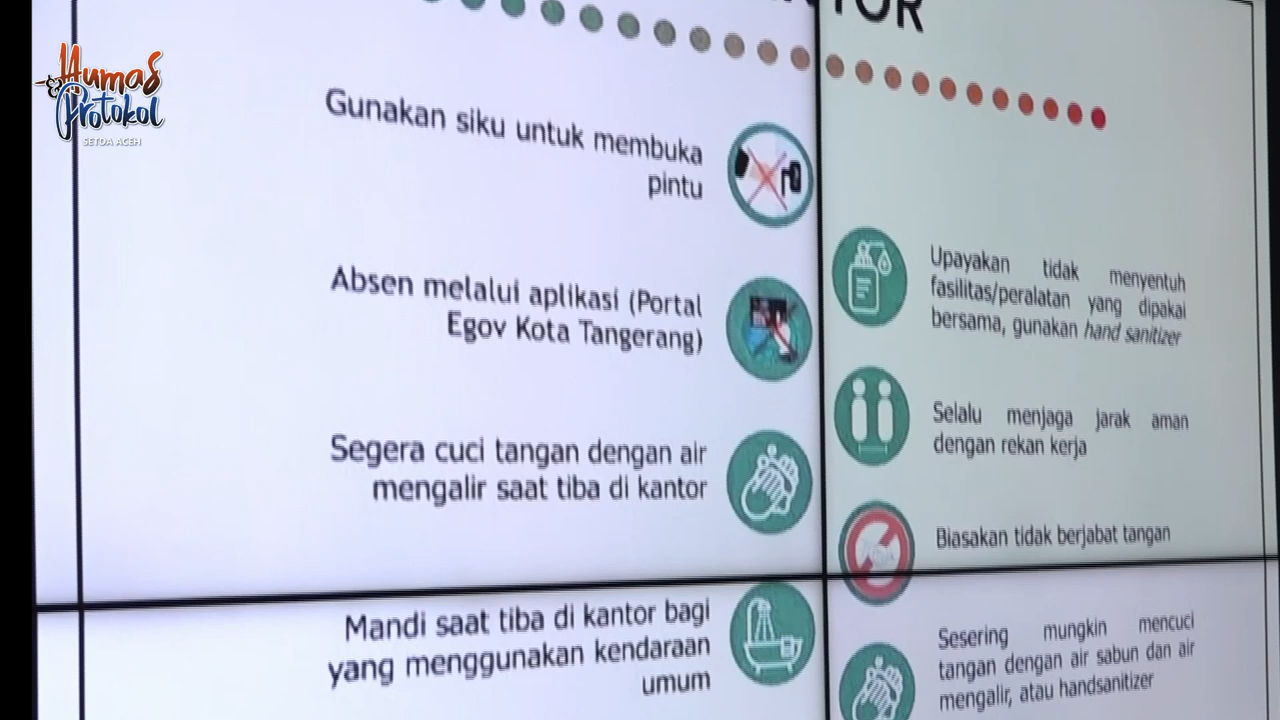 Humas
& Protokol
SETDA ACEH
Gunakan siku untuk membuka
pintu
Absen melalui aplikasi (Portal
Egov Kota Tangerang)
Segera cuci tangan dengan air
mengalir saat tiba di kantor
Mandi saat tiba di kantor bagi
yang menggunakan kendaraan
umum
Upayakan tidak menyentuh
fasilitas/peralatan yang dipakai
bersama, gunakan hand sanitizer
Selalu menjaga jarak aman
dengan rekan kerja
Biasakan tidak berjabat tangan
Sesering mungkin mencuci
tangan dengan air sabun dan air
mengalir, atau handsanitizer